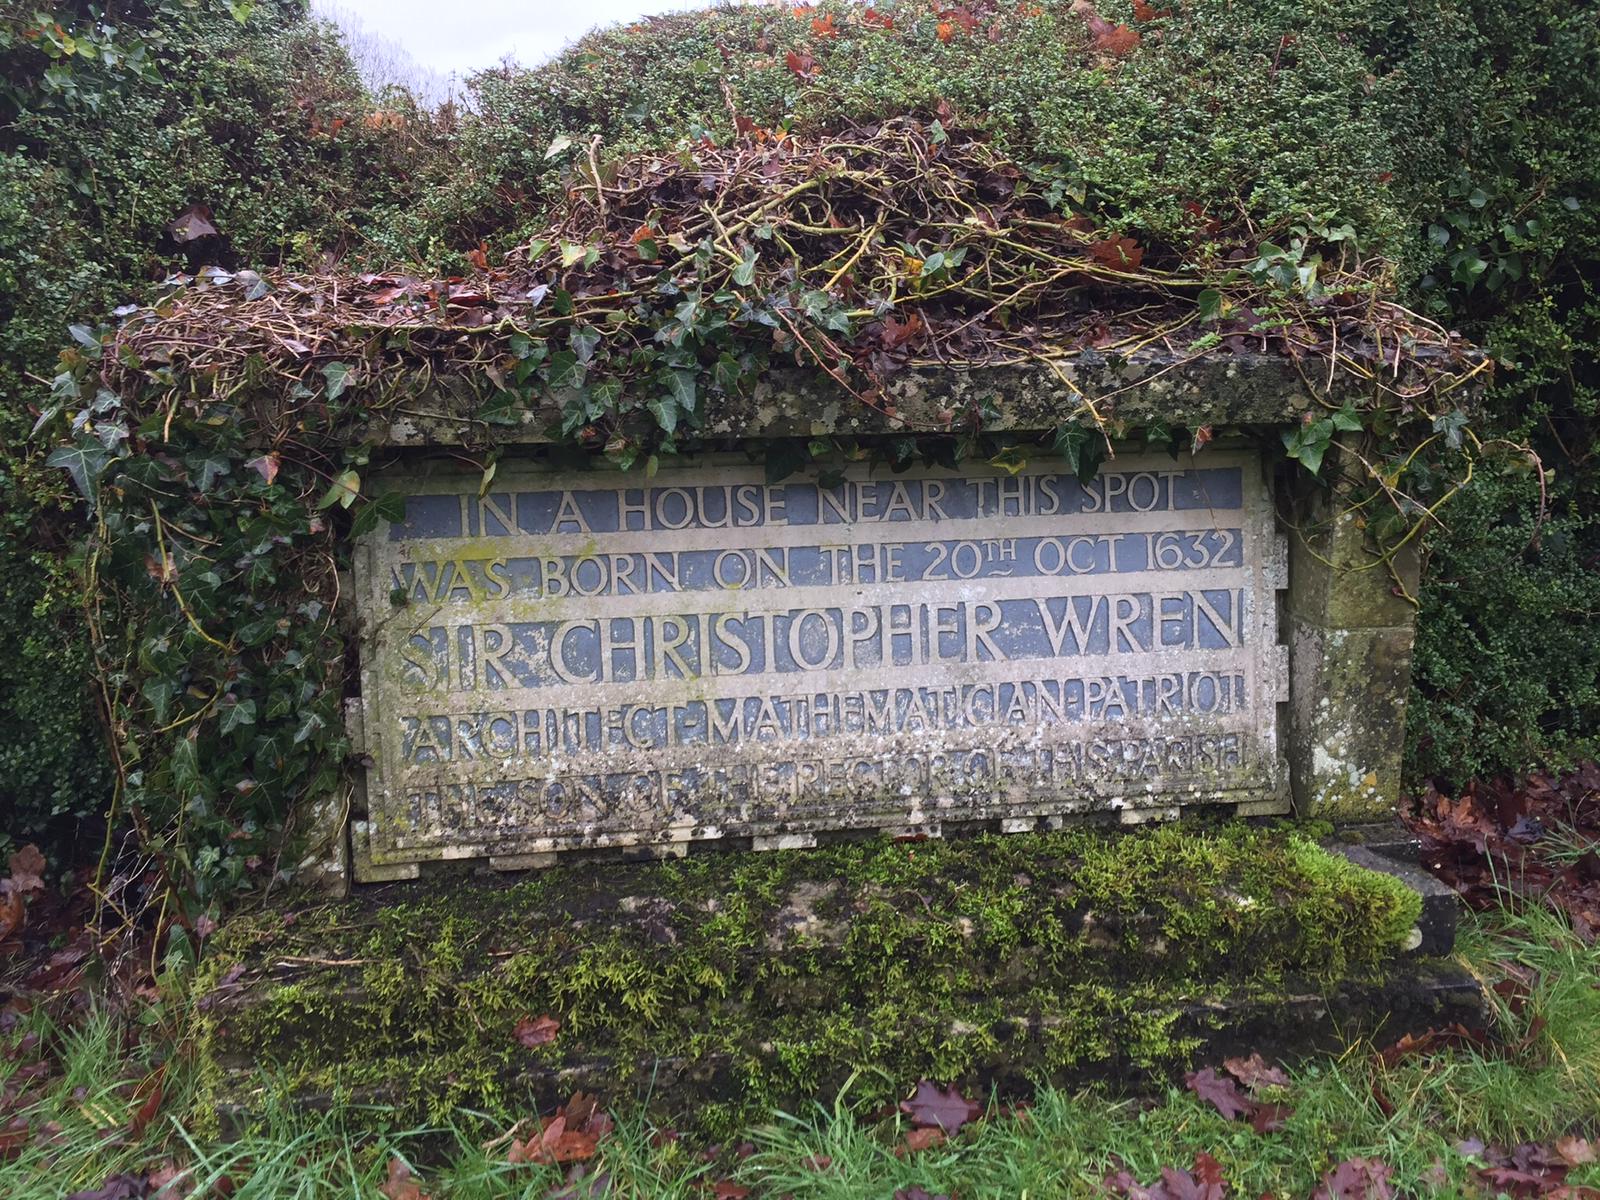 IN A HOUSE NEAR THIS SPOT
WAS BORN ON THE 20TH OCT 1632
SIR CHRISTOPHER WREN
ARCHITECT-MATHEMATICIAN-PATRIOT
THE SON OF THE RECTOR OF THIS PARISH